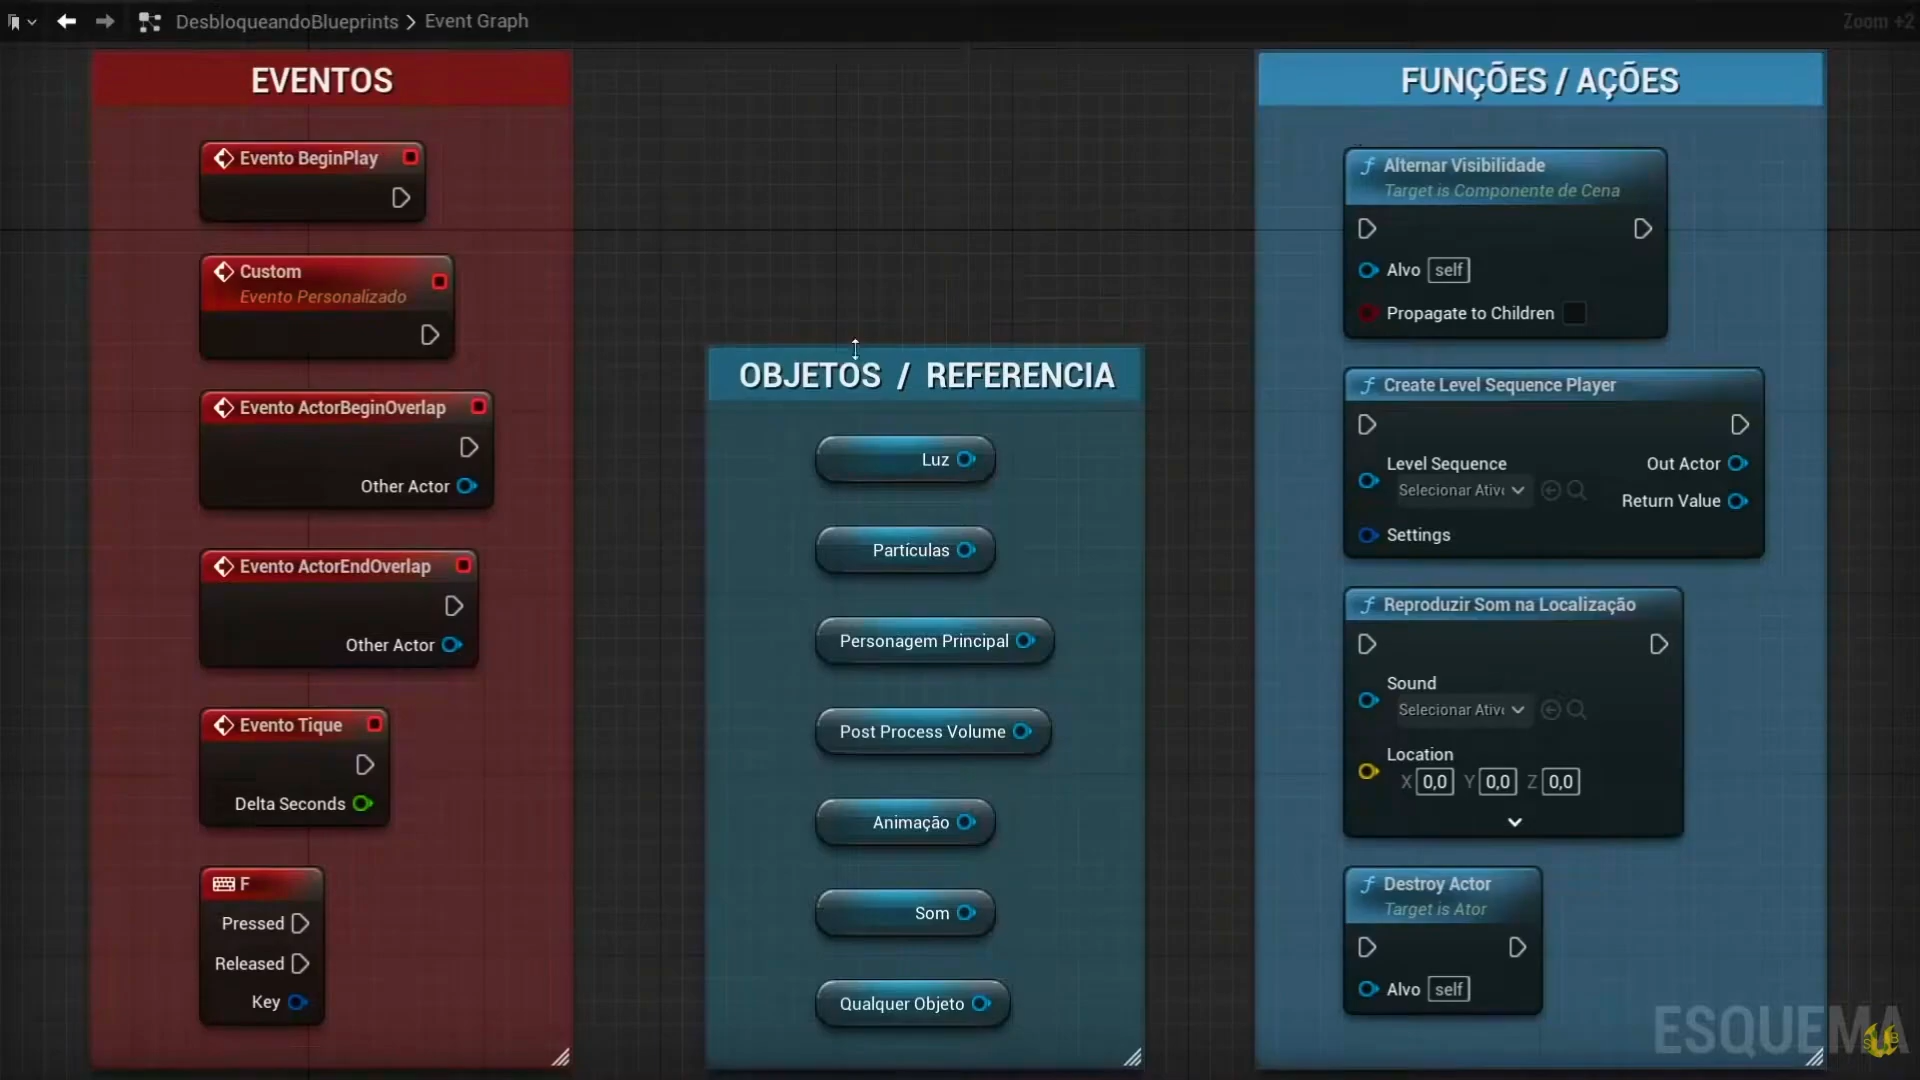 DesbloqueandoBlueprints > Event Graph
Zoom +2
EVENTOS
Evento BeginPlay
Custom
Evento Personalizado
Evento ActorBeginOverlap
Other Actor
Evento ActorEndOverlap
Other Actor
Evento Tique
Delta Seconds
F
Pressed
Released
Key
OBJETOS / REFERENCIA
Luz
Partículas
Personagem Principal
Post Process Volume
Animação
Som
Qualquer Objeto
FUNÇÕES / AÇÕES
Alternar Visibilidade
Target is Componente de Cena
Alvo self
Propagate to Children
Create Level Sequence Player
Level Sequence
Out Actor
Selecionar Ativ
Return Value
Settings
Reproduzir Som na Localização
Sound
Selecionar Ativ
Location
X 0,0 Y 0,0 Z 0,0
Destroy Actor
Target is Ator
Alvo self
ESQUEMA